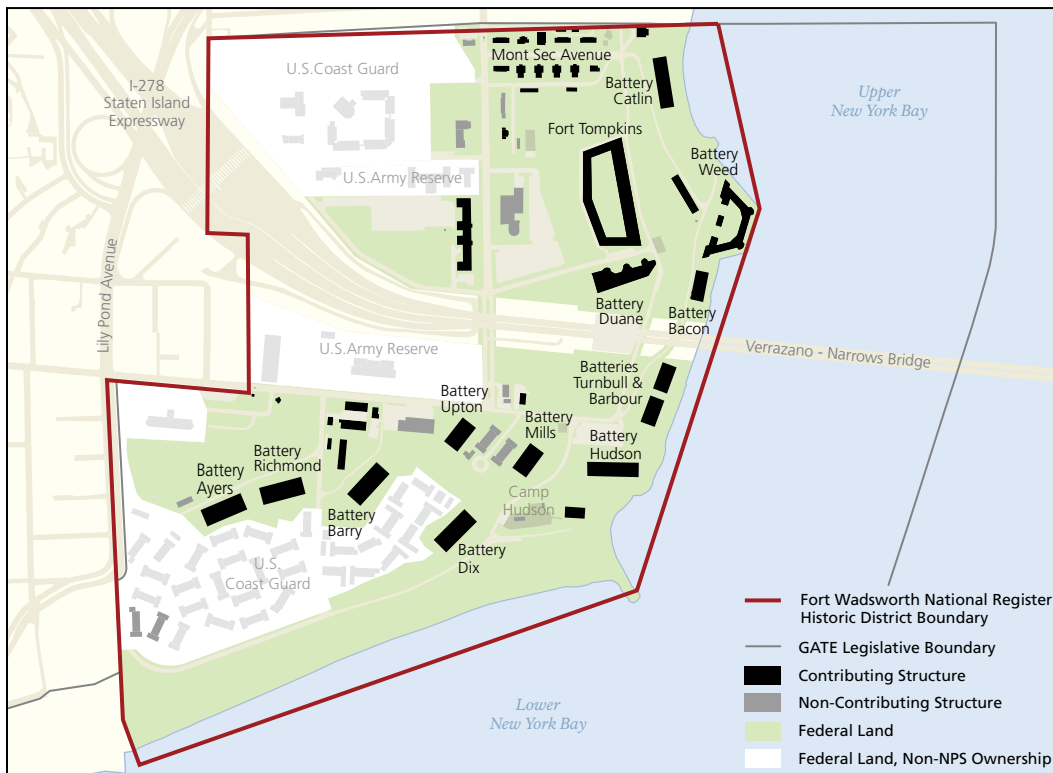 Mont Sec Avenue
U.S.Coast Guard
I-278
Staten Island
Expressway
Battery
Catlin
Upper
New York Bay
Fort Tompkins
Battery
Weed
U.S.Army Reserve
Lily Pond Avenue
Battery
Duane
Battery
Bacon
U.S.Army Reserve
Verrazano - Narrows Bridge
Batteries
Turnbull &
Barbour
Battery
Upton
Battery
Mills
Battery
Hudson
Battery
Richmond
Battery
Ayers
Camp
Hudson
Battery
Barry
Battery
Dix
U.S.
Coast Guard
Lower
New York Bay
Fort Wadsworth National Register
Historic District Boundary
GATE Legislative Boundary
Contributing Structure
Non-Contributing Structure
Federal Land
Federal Land, Non-NPS Ownership